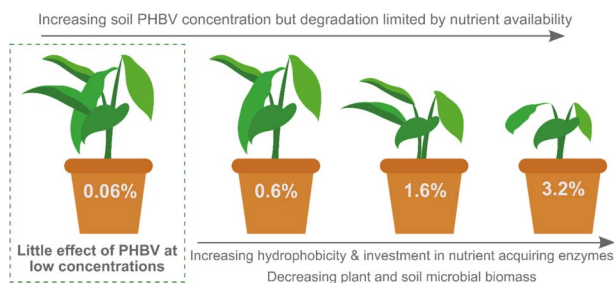 Increasing soil PHBV concentration but degradation limited by nutrient availability
0.06%
0.6%
1.6%
3.2%
Little effect of PHBV at
low concentrations
Increasing hydrophobicity & investment in nutrient acquiring enzymes
Decreasing plant and soil microbial biomass